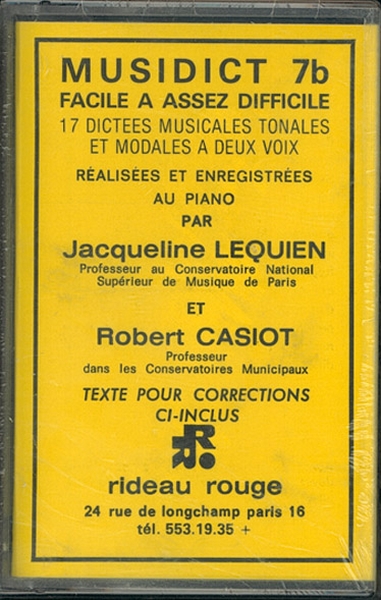 MUSIDICT 7b
FACILE A ASSEZ DIFFICILE
17 DICTEES MUSICALES TONALES
ET MODALES A DEUX VOIX
RÉALISÉES ET ENREGISTRÉES
AU PIANO
PAR
Jacqueline LEQUIEN
Professeur au Conservatoire National
Supérieur de Musique de Paris
ET
Robert CASIOT
Professeur
dans les Conservatoires Municipaux
TEXTE POUR CORRECTIONS
CI-INCLUS
rideau rouge
24 rue de longchamp paris 16
tél. 553.19.35 +